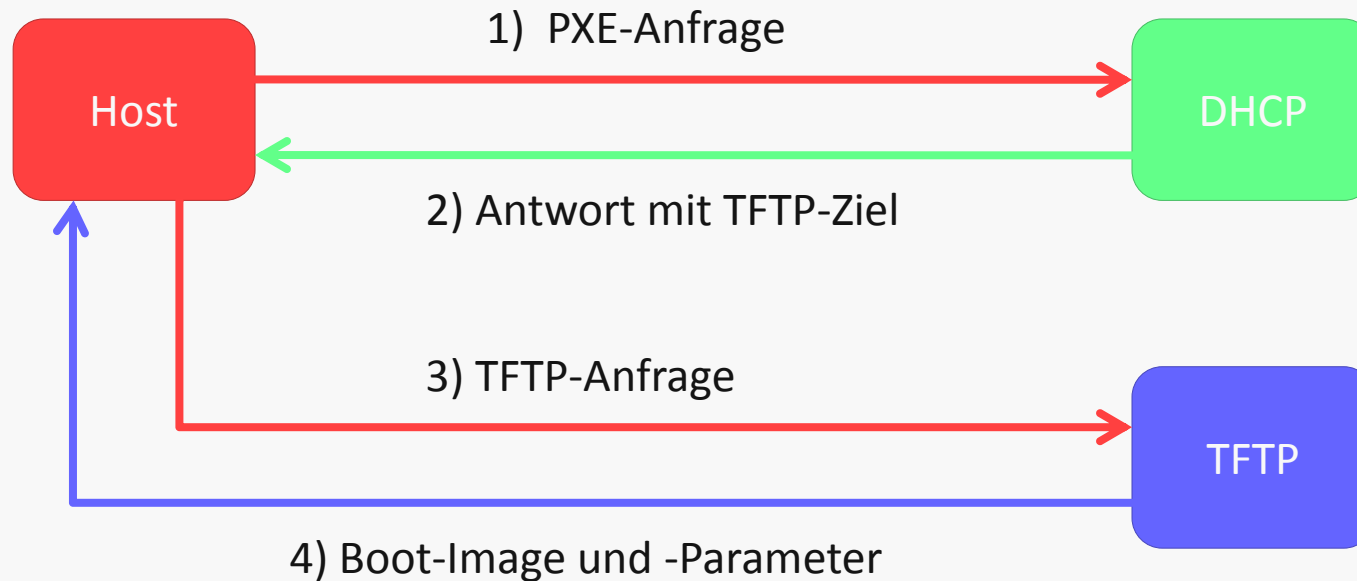 1) PXE-Anfrage
Host
DHCP
2) Antwort mit TFTP-Ziel
3) TFTP-Anfrage
TFTP
4) Boot-Image und -Parameter